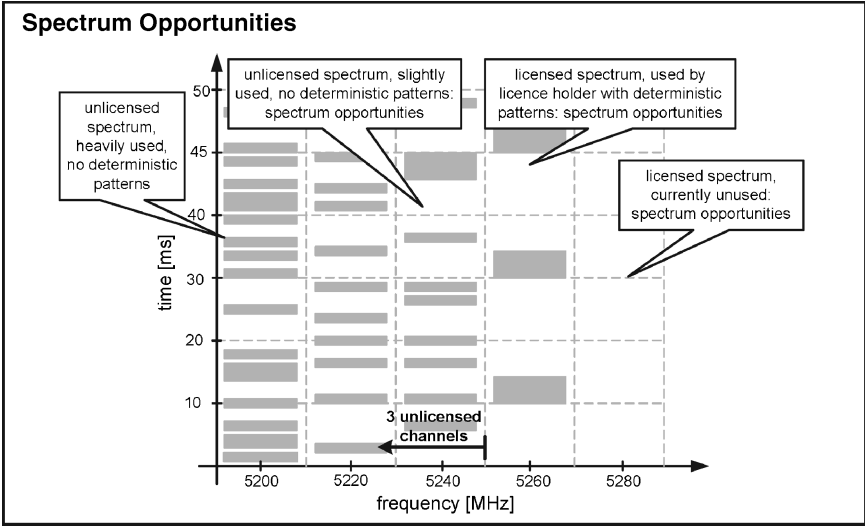 Spectrum Opportunities
unlicensed
spectrum,
heavily used,
no deterministic
patterns
unlicensed spectrum, slightly
used, no deterministic patterns:
spectrum opportunities
licensed spectrum, used by
licence holder with deterministic
patterns: spectrum opportunities
licensed spectrum,
currently unused:
spectrum opportunities
time [ms]
50
45
40
30
20
10
3 unlicensed
channels
5200
5220
5240
5260
5280
frequency [MHz]